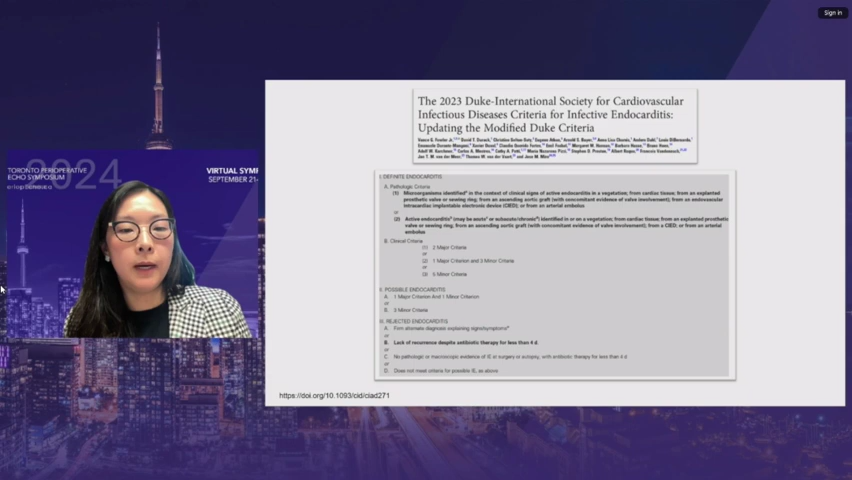 Sign in
2024
TORONTO PERIOPERATIVE
ECHO SYMPOSIUM
VIRTUAL SYMP
SEPTEMBER 21-
The 2023 Duke-International Society for Cardiovascular
Infectious Diseases Criteria for Infective Endocarditis:
Updating the Modified Duke Criteria
I. DEFINITE ENDOCARDITIS
A. Pathologic Criteria
(1) Microorganisms identified in the context of clinical signs of active endocarditis in a vegetation; from cardiac tissue; from an explanted
prosthetic valve or sewing ring; from an ascending aortic graft (with concomitant evidence of valve involvement); from an endovascular
intracardiac implantable electronic device (CIED); or from an arterial embolus
or
(2) Active endocarditis (may be acute or subacute/chronic) identified in or on a vegetation; from cardiac tissue; from an explanted prosthetic
valve or sewing ring; from an ascending aortic graft (with concomitant evidence of valve involvement); from a CIED; or from an arterial
embolus
B. Clinical Criteria
(1) 2 Major Criteria
or
(2) 1 Major Criterion and 3 Minor Criteria
or
(3) 5 Minor Criteria
II. POSSIBLE ENDOCARDITIS
A. 1 Major Criterion And 1 Minor Criterion
or
B. 3 Minor Criteria
III. REJECTED ENDOCARDITIS
A. Firm alternate diagnosis explaining signs/symptoms
or
B. Lack of recurrence despite antibiotic therapy for less than 4 d.
or
C. No pathologic or macroscopic evidence of IE at surgery or autopsy, with antibiotic therapy for less than 4 d
or
D. Does not meet criteria for possible IE, as above
https://doi.org/10.1093/cid/ciad271